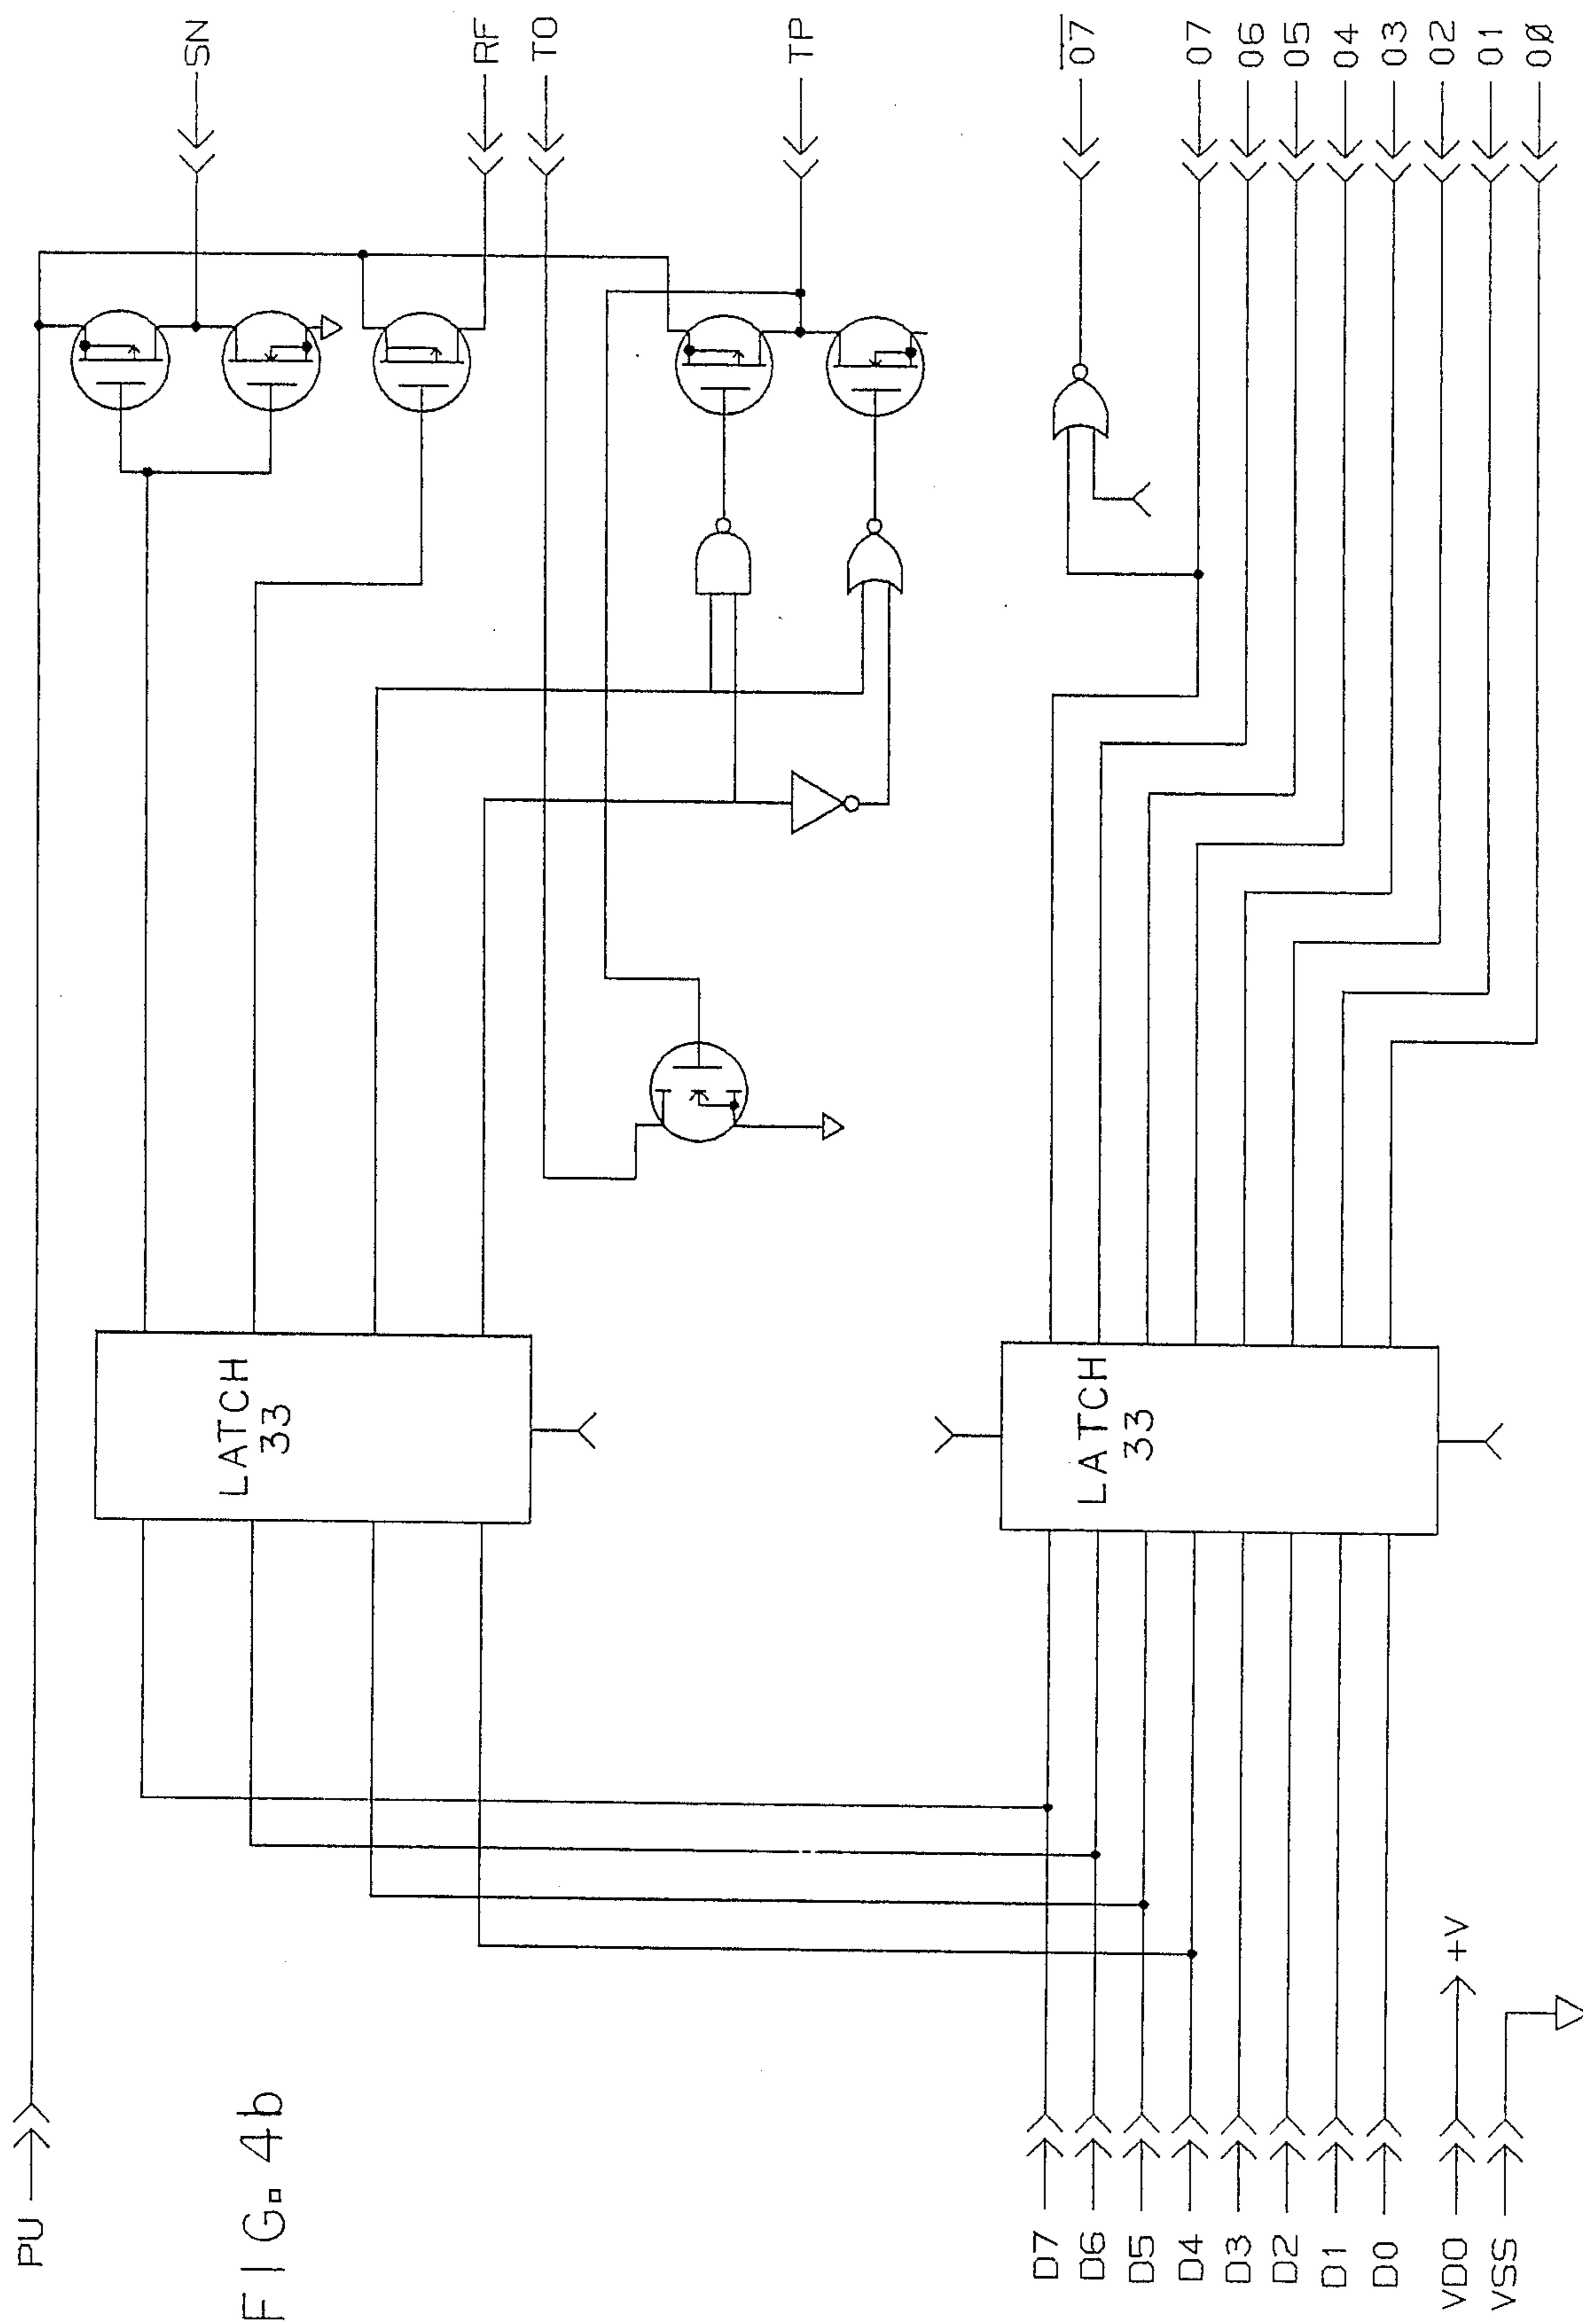 PU
SN
RF
TO
TP
LATCH
33
FIG. 4b
D7
D6
D5
D4
D3
D2
D1
D0
VDO
VSS
+V
LATCH
33
07
07
06
05
04
03
02
01
0Ø